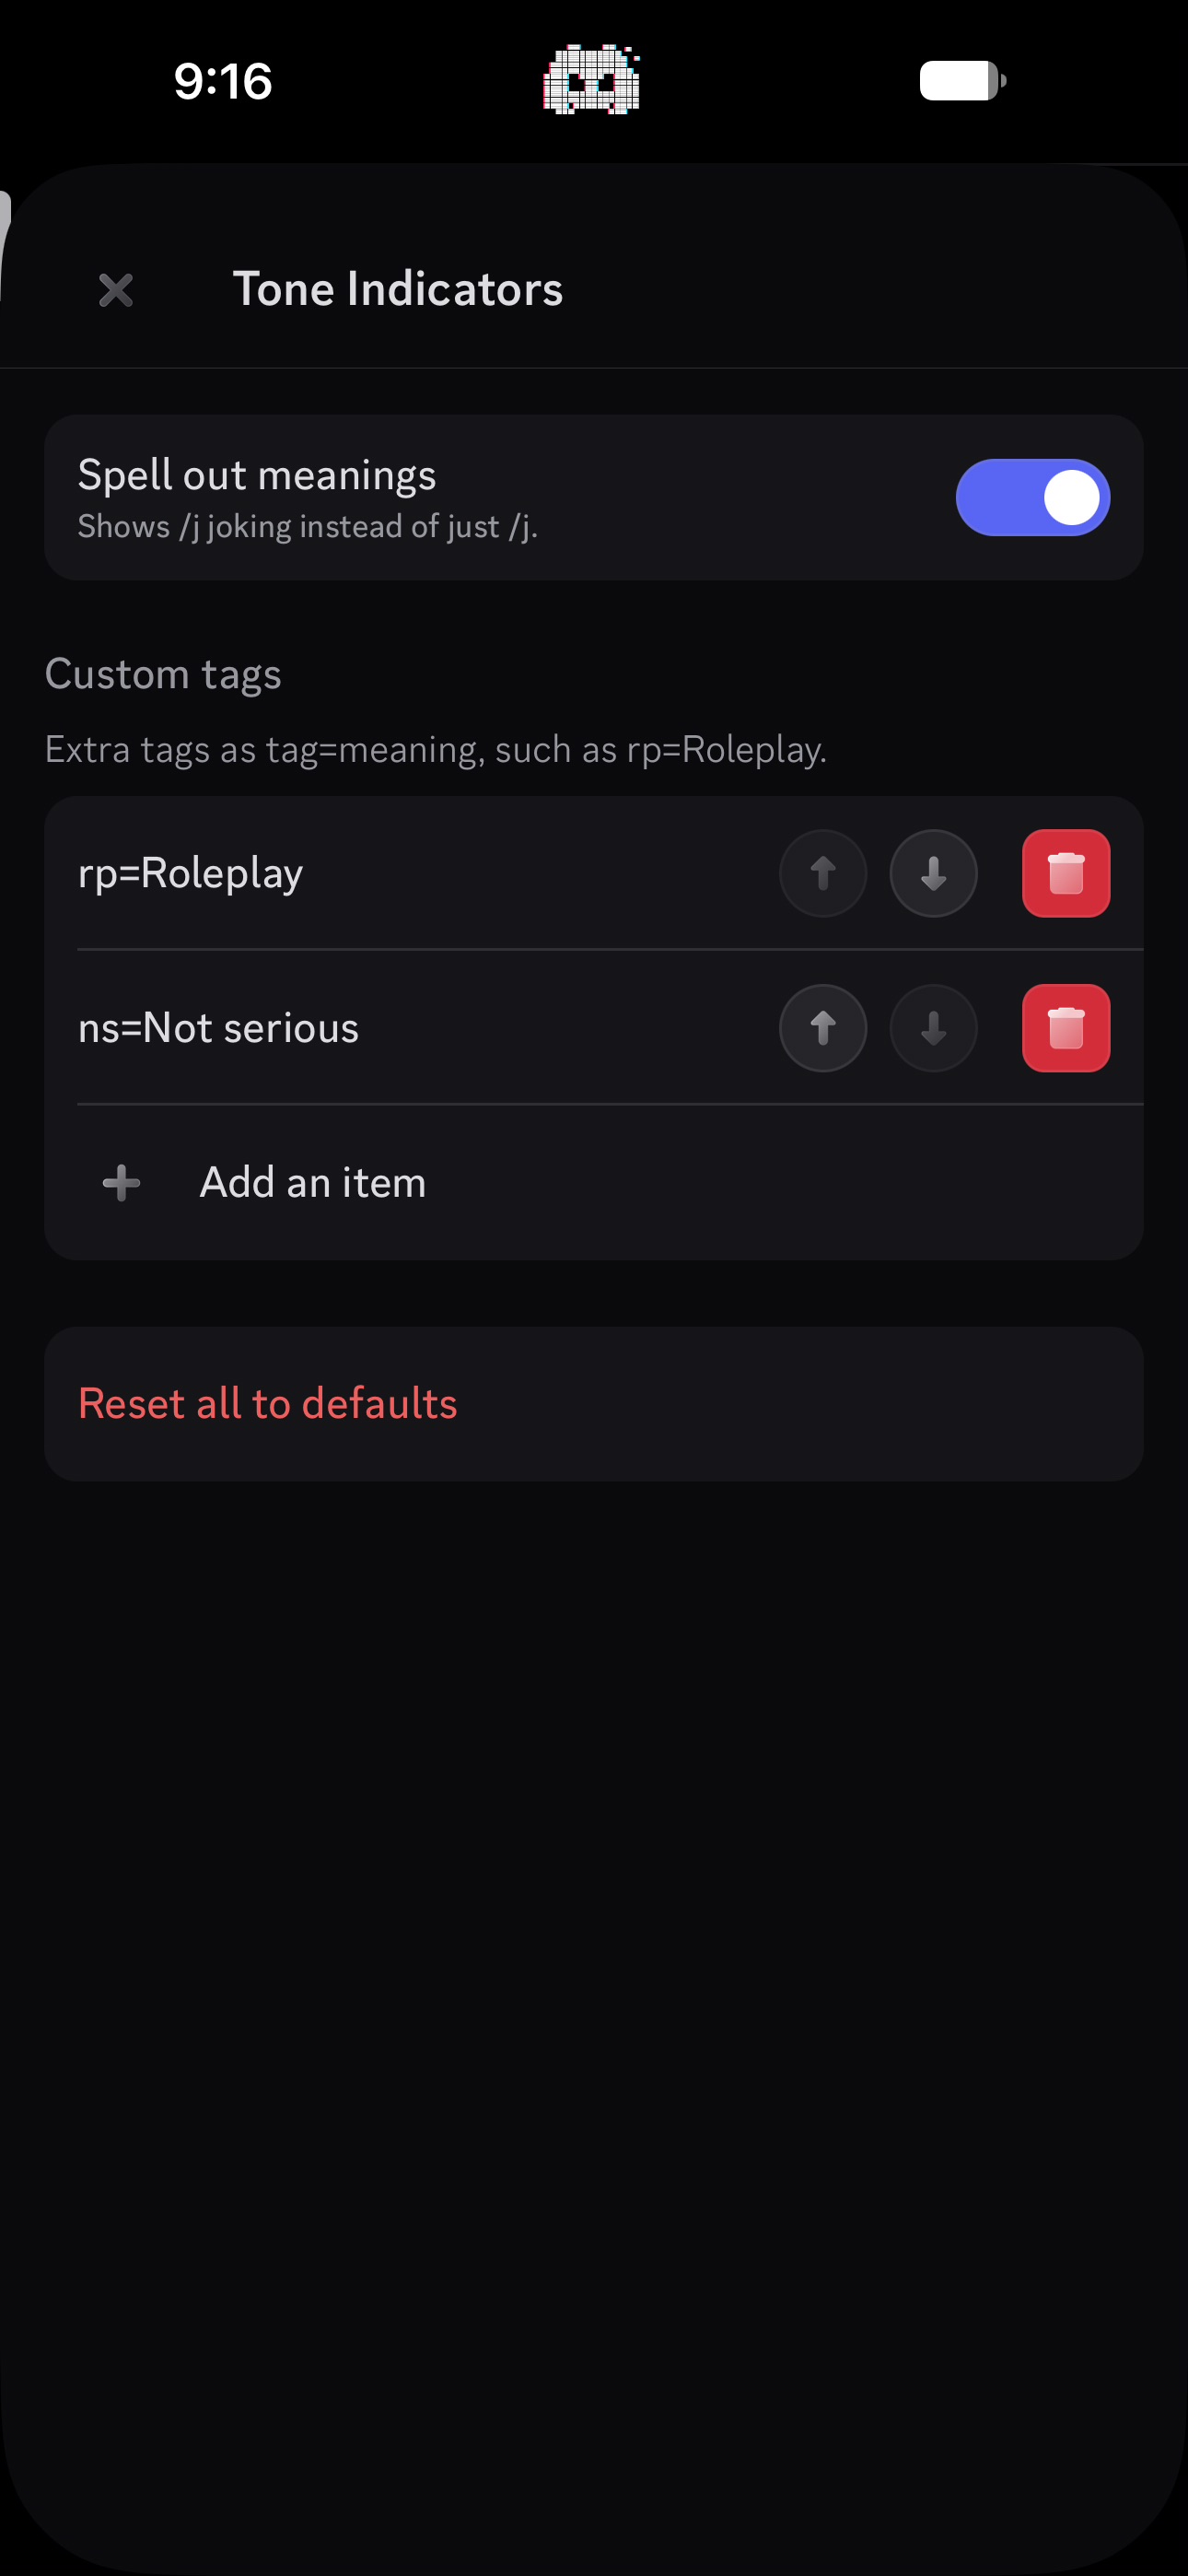 9:16
Tone Indicators
Spell out meanings
Shows /j joking instead of just /j.
Custom tags
Extra tags as tag=meaning, such as rp=Roleplay.
rp=Roleplay
ns=Not serious
Add an item
Reset all to defaults